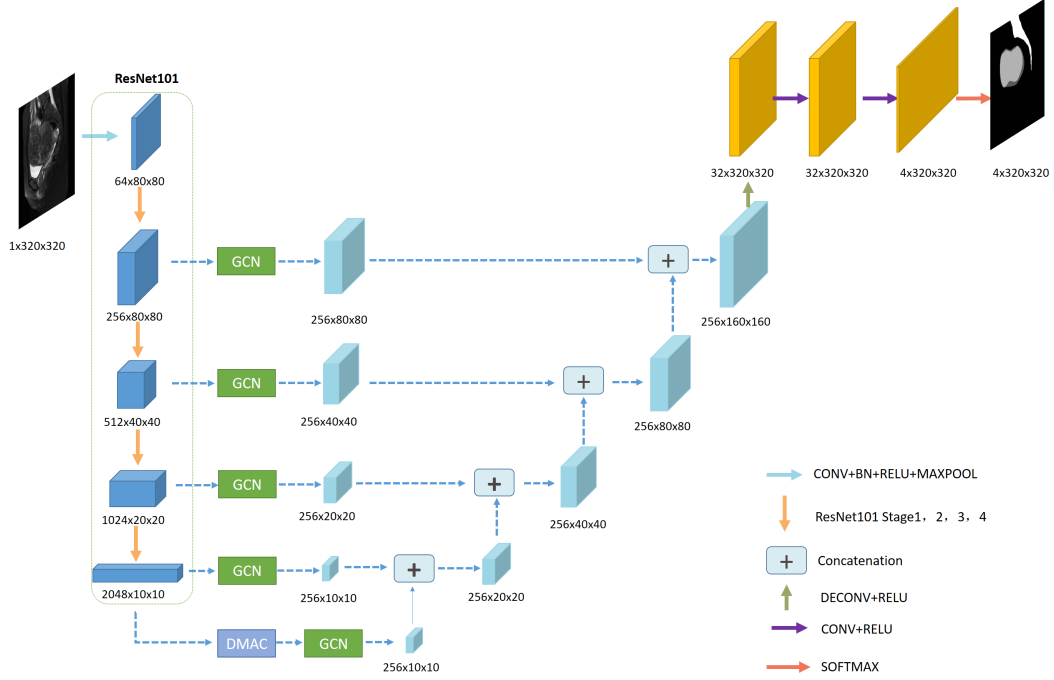 ResNet101
1x320x320
64x80x80
32x320x320
32x320x320
4x320x320
4x320x320
GCN
256x80x80
256x80x80
+
256x160x160
GCN
512x40x40
256x40x40
+
256x80x80
GCN
1024x20x20
256x20x20
+
256x40x40
GCN
2048x10x10
256x10x10
+
256x20x20
DMAC
GCN
256x10x10
CONV+BN+RELU+MAXPOOL
ResNet101 Stage1，2，3，4
+ Concatenation
DECONV+RELU
CONV+RELU
SOFTMAX